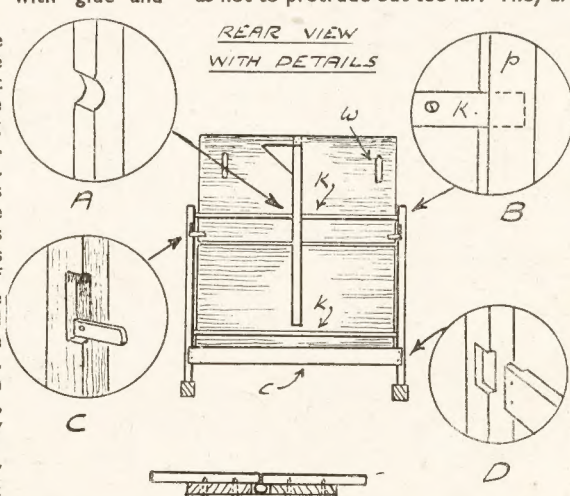 with glue and
as not to protrude out too far. They
REAR VIEW
WITH DETAILS
A
W
P
K.
B
K
K
C
C
D